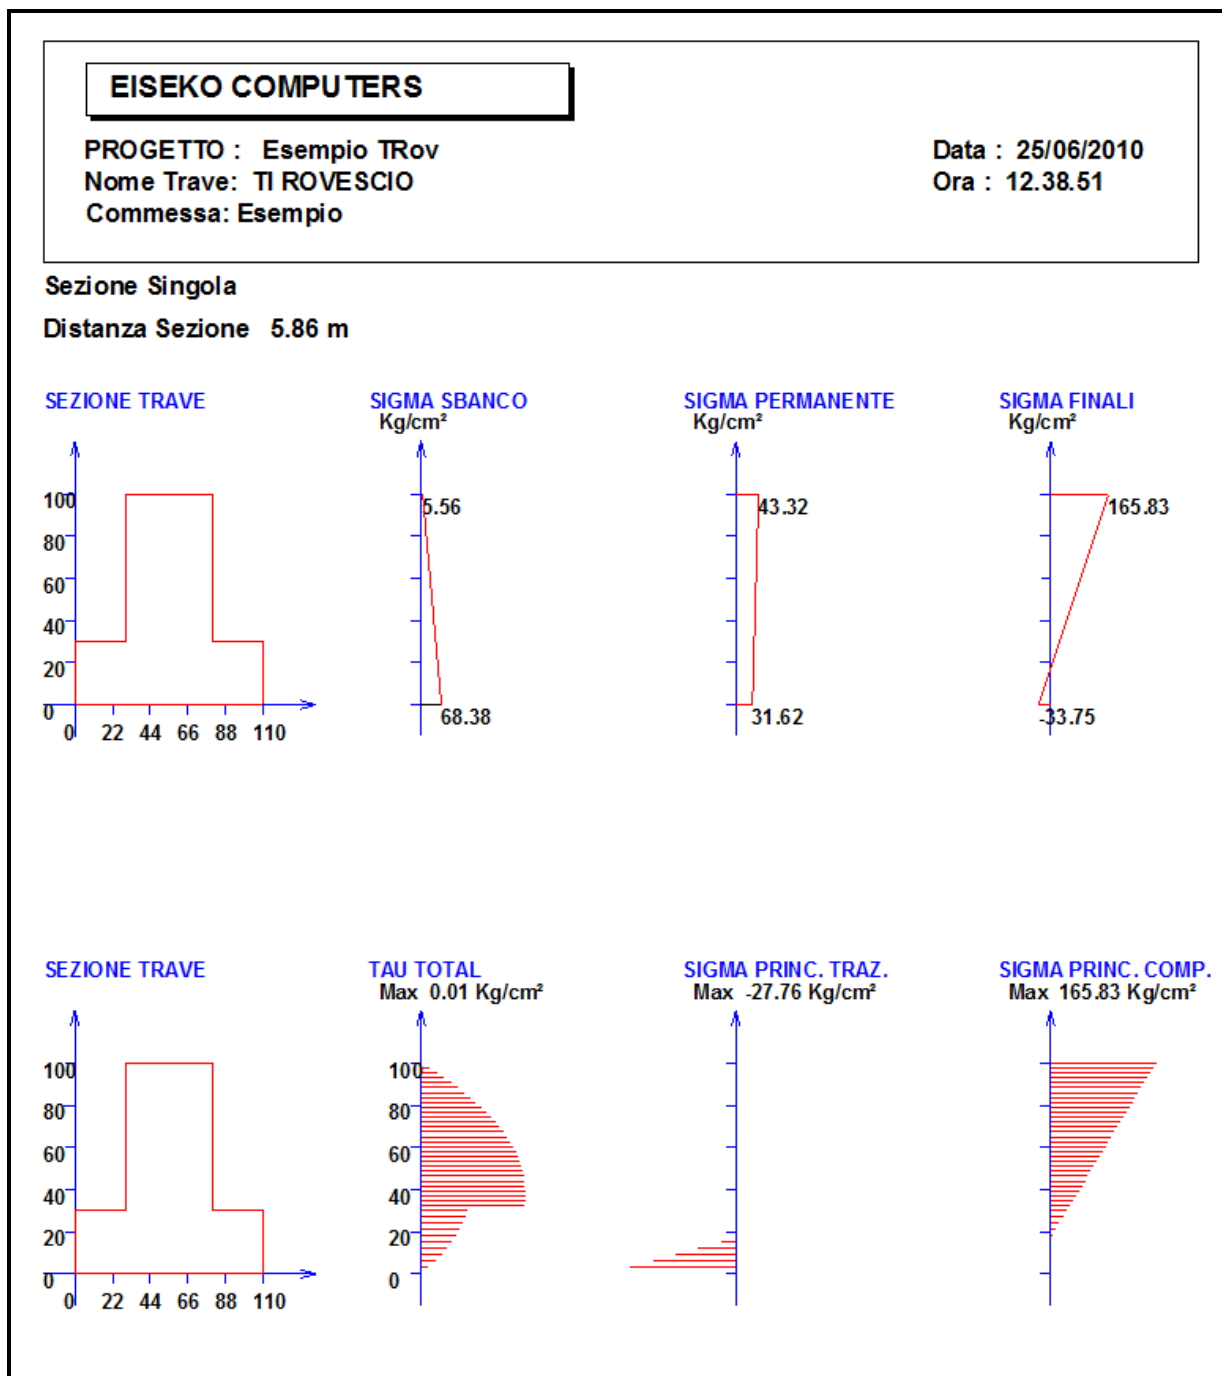 EISEKO COMPUTERS
PROGETTO : Esempio TRov
Data : 25/06/2010
Nome Trave: TI ROVESCIO
Ora : 12.38.51
Commessa: Esempio
Sezione Singola
Distanza Sezione 5.86 m
SEZIONE TRAVE
SIGMA SBANCO
SIGMA PERMANENTE
SIGMA FINALI
Kg/cm²
Kg/cm²
Kg/cm²
100
80
60
40
20
0
0 22 44 66 88 110
5.56
68.38
43.32
31.62
165.83
-33.75
SEZIONE TRAVE
TAU TOTAL
SIGMA PRINC. TRAZ.
SIGMA PRINC. COMP.
Max 0.01 Kg/cm²
Max -27.76 Kg/cm²
Max 165.83 Kg/cm²
100
80
60
40
20
0
0 22 44 66 88 110
100
80
60
40
20
0